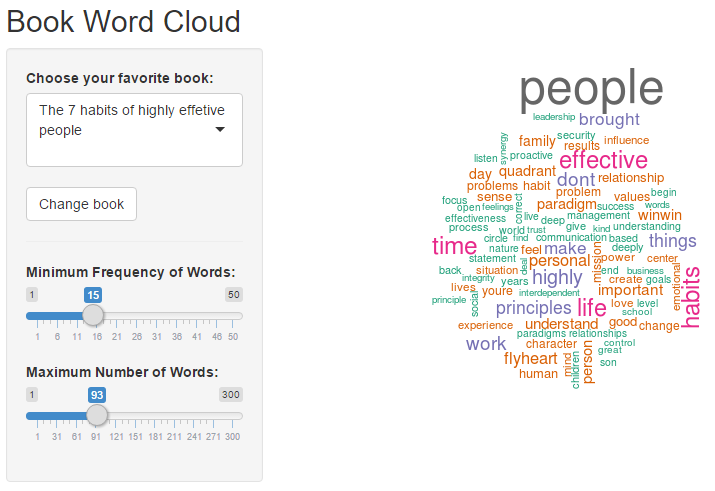 Book Word Cloud
Choose your favorite book:
The 7 habits of highly effetive
people
Change book
Minimum Frequency of Words:
1 15 50
1 6 11 16 21 26 31 36 41 46 50
Maximum Number of Words:
1 93 300
1 31 61 91 121 151 181 211 241 271 300
people
leadership brought
synergy family security influence
results
listen proactive effective
day quadrant dont relationship
problems habit problem
focus sense correct values begin
open feelings paradigm success words
effectiveness live deep management winwin
process world trust give kind understanding
circle find communication based things
time nature feel make deeply
statement deal personal mission power center
back situation highly end business emotional
integrity years create goals
lives youre interdependent important habits
principle social principles life love level
school
experience understand good change
paradigms relationships
work character control
flyheart mind children person great
son
human